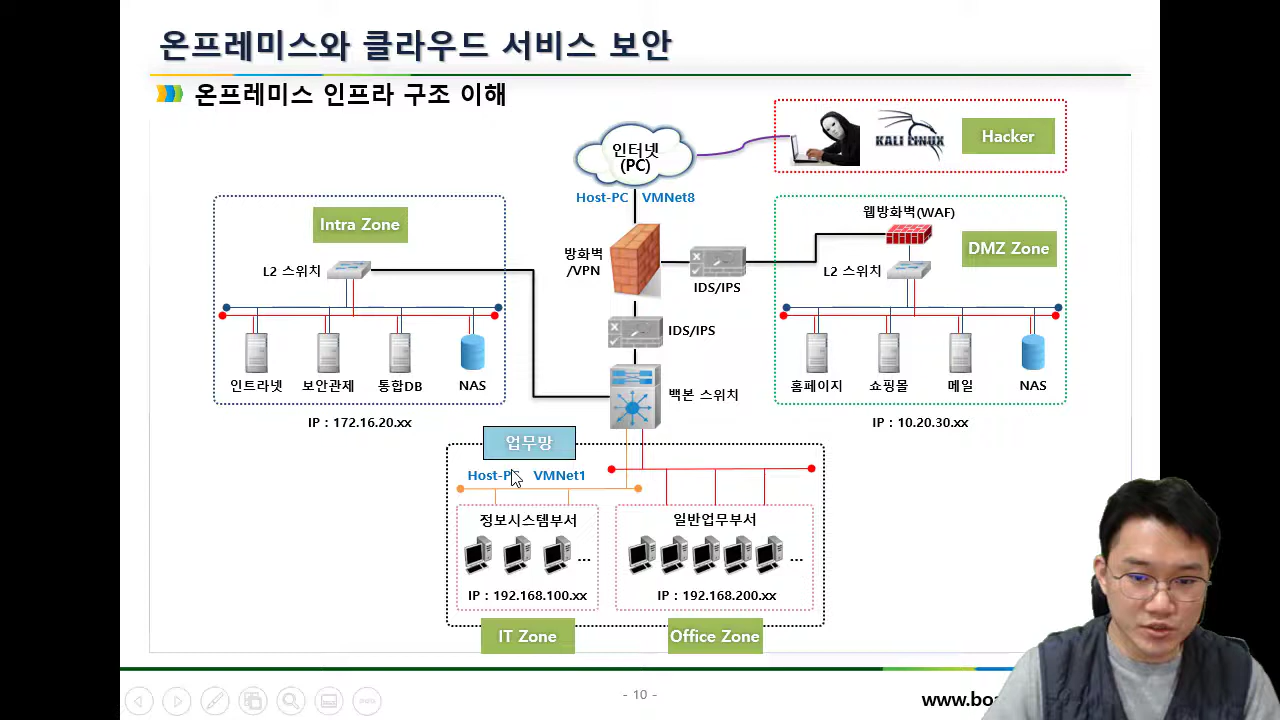 온프레미스와 클라우드 서비스 보안
온프레미스 인프라 구조 이해
인터넷
(PC)
KALI LINUX
Hacker
Host-PC
VMNet8
Intra Zone
L2 스위치
인트라넷
보안관제
통합DB
NAS
IP : 172.16.20.xx
방화벽
/VPN
IDS/IPS
IDS/IPS
백본 스위치
웹방화벽(WAF)
DMZ Zone
L2 스위치
홈페이지
쇼핑몰
메일
NAS
IP : 10.20.30.xx
업무망
VMNet1
정보시스템부서
...
IP : 192.168.100.xx
일반업무부서
...
IP : 192.168.200.xx
IT Zone
Office Zone
- 10 -